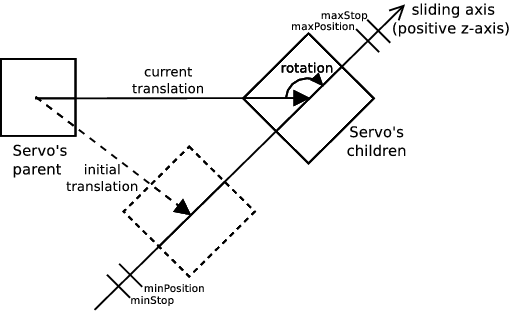 sliding axis
(positive z-axis)
maxStop
maxPosition
current
translation
rotation
Servo's
parent
Servo's
children
initial
translation
minPosition
minStop